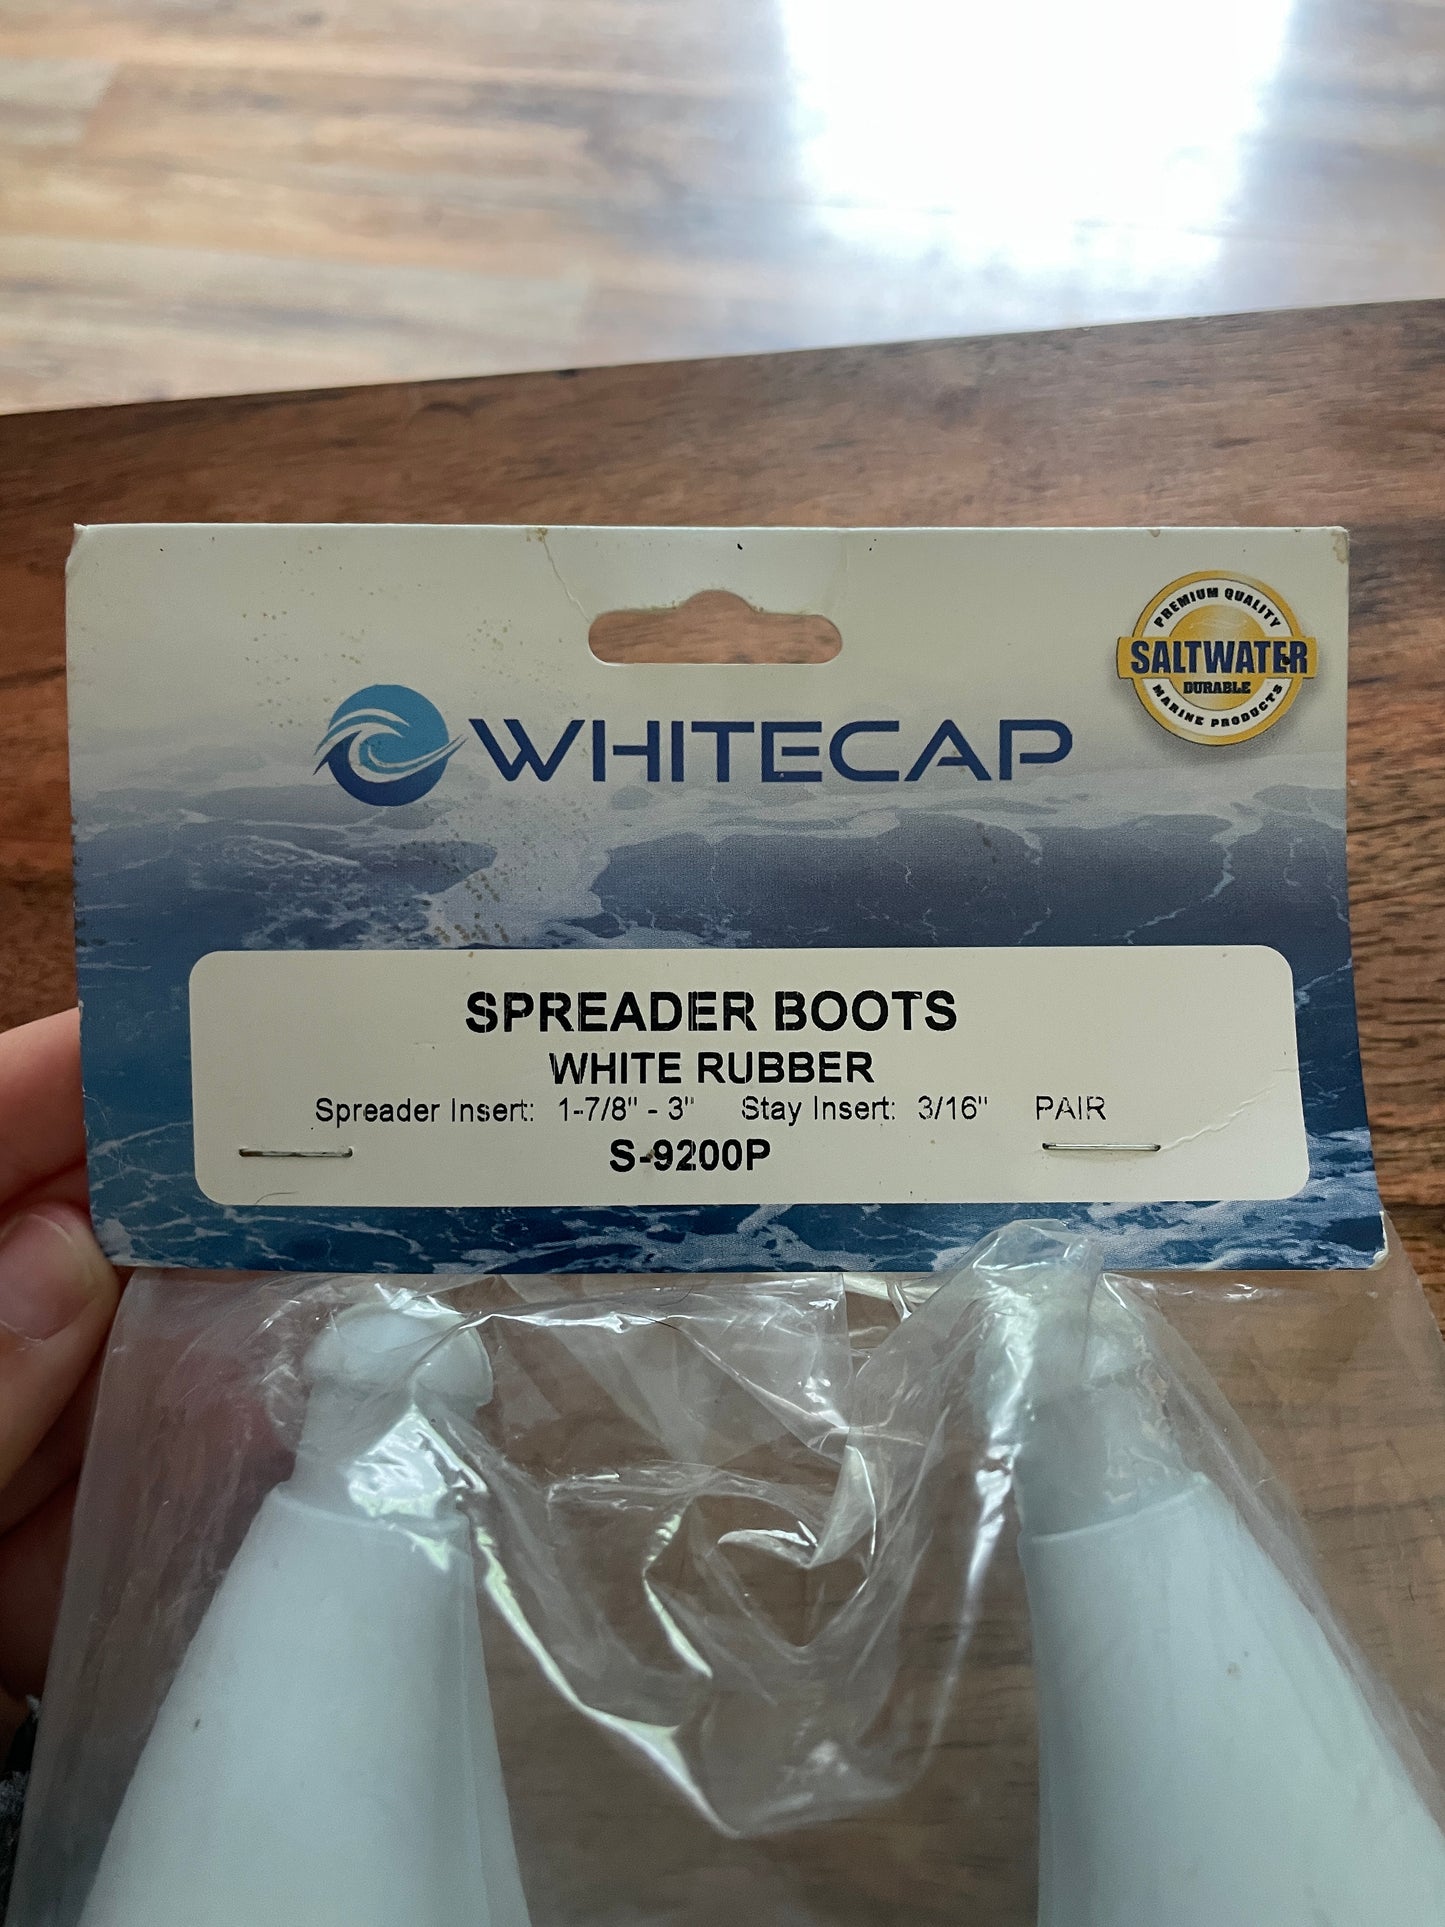 PREMIUM QUALITY
SALTWATER
DURABLE
MARINE PRODUCTS
WHITECAP
SPREADER BOOTS
WHITE RUBBER
Spreader Insert: 1-7/8" - 3" Stay Insert: 3/16" PAIR
S-9200P